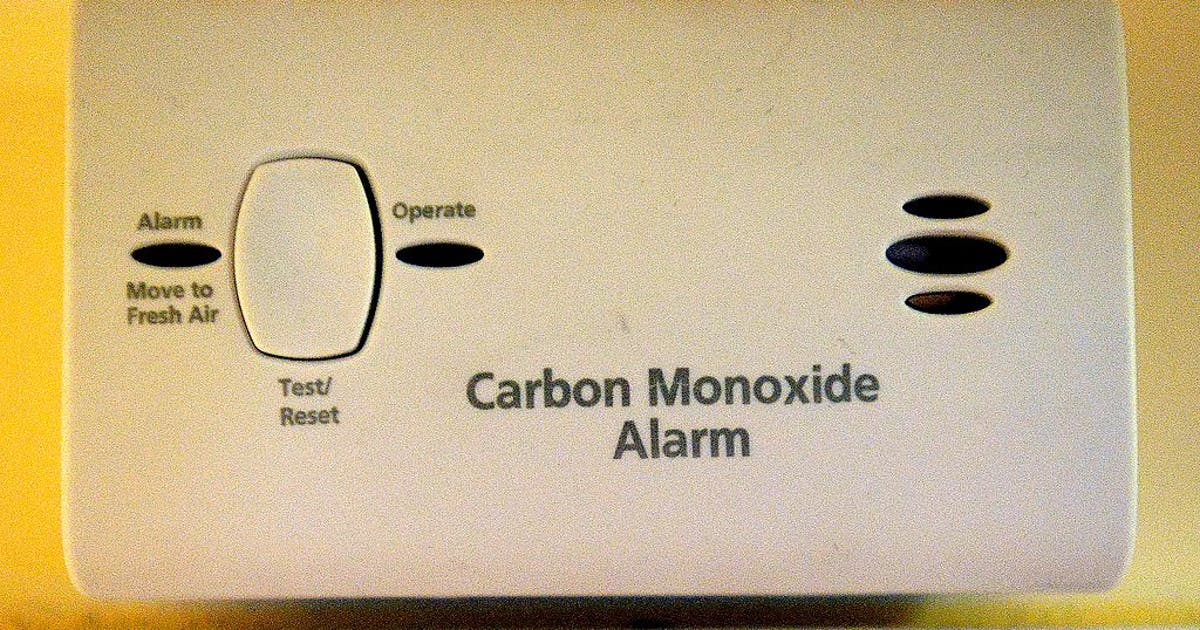 Alarm
Move to
Fresh Air
Operate
Test/
Reset
Carbon Monoxide
Alarm